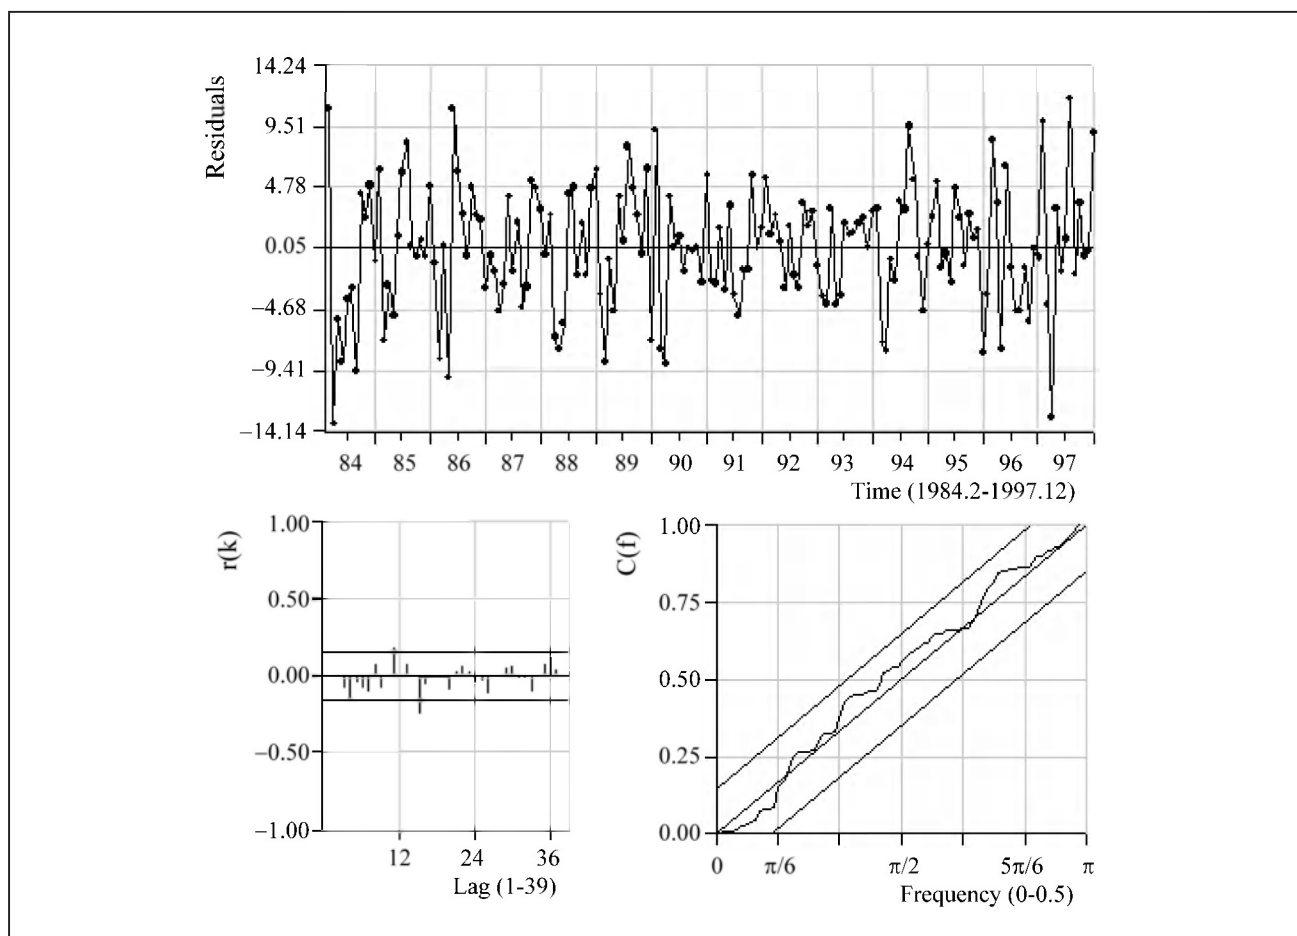 Residuals
14.24
9.51
4.78
0.05
−4.68
−9.41
−14.14
84 85 86 87 88 89 90 91 92 93 94 95 96 97
Time (1984.2-1997.12)
r(k)
1.00
0.50
0.00
−0.50
−1.00
12 24 36
Lag (1-39)
C(f)
1.00
0.75
0.50
0.25
0.00
0 π/6 π/2 5π/6 π
Frequency (0-0.5)